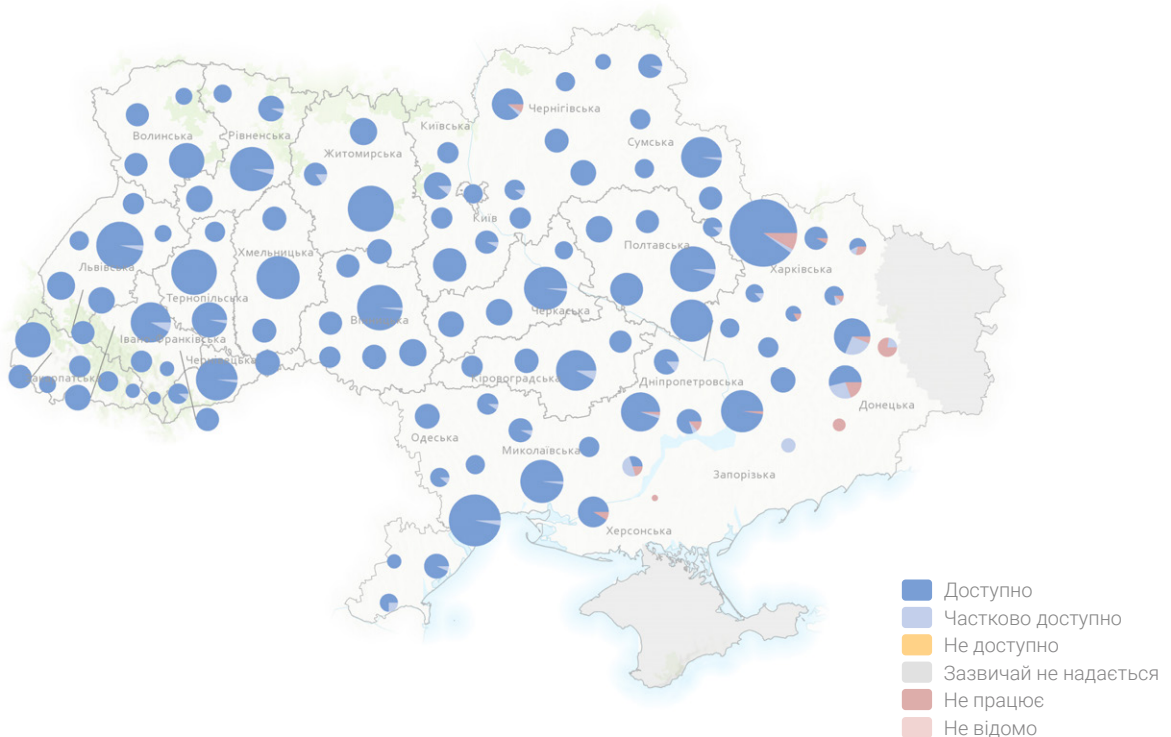 Чернігівська
Київська
Волинська
Рівненська
Житомирська
Сумська
Київ
Полтавська
Хмельницька
Львівська
Харківська
Тернопільська
Черкаська
Вінницька
Івано-Франківська
Чернівецька
Закарпатська
Кіровоградська
Дніпропетровська
Донецька
Одеська
Миколаївська
Запорізька
Херсонська
Доступно
Частково доступно
Не доступно
Зазвичай не надається
Не працює
Не відомо